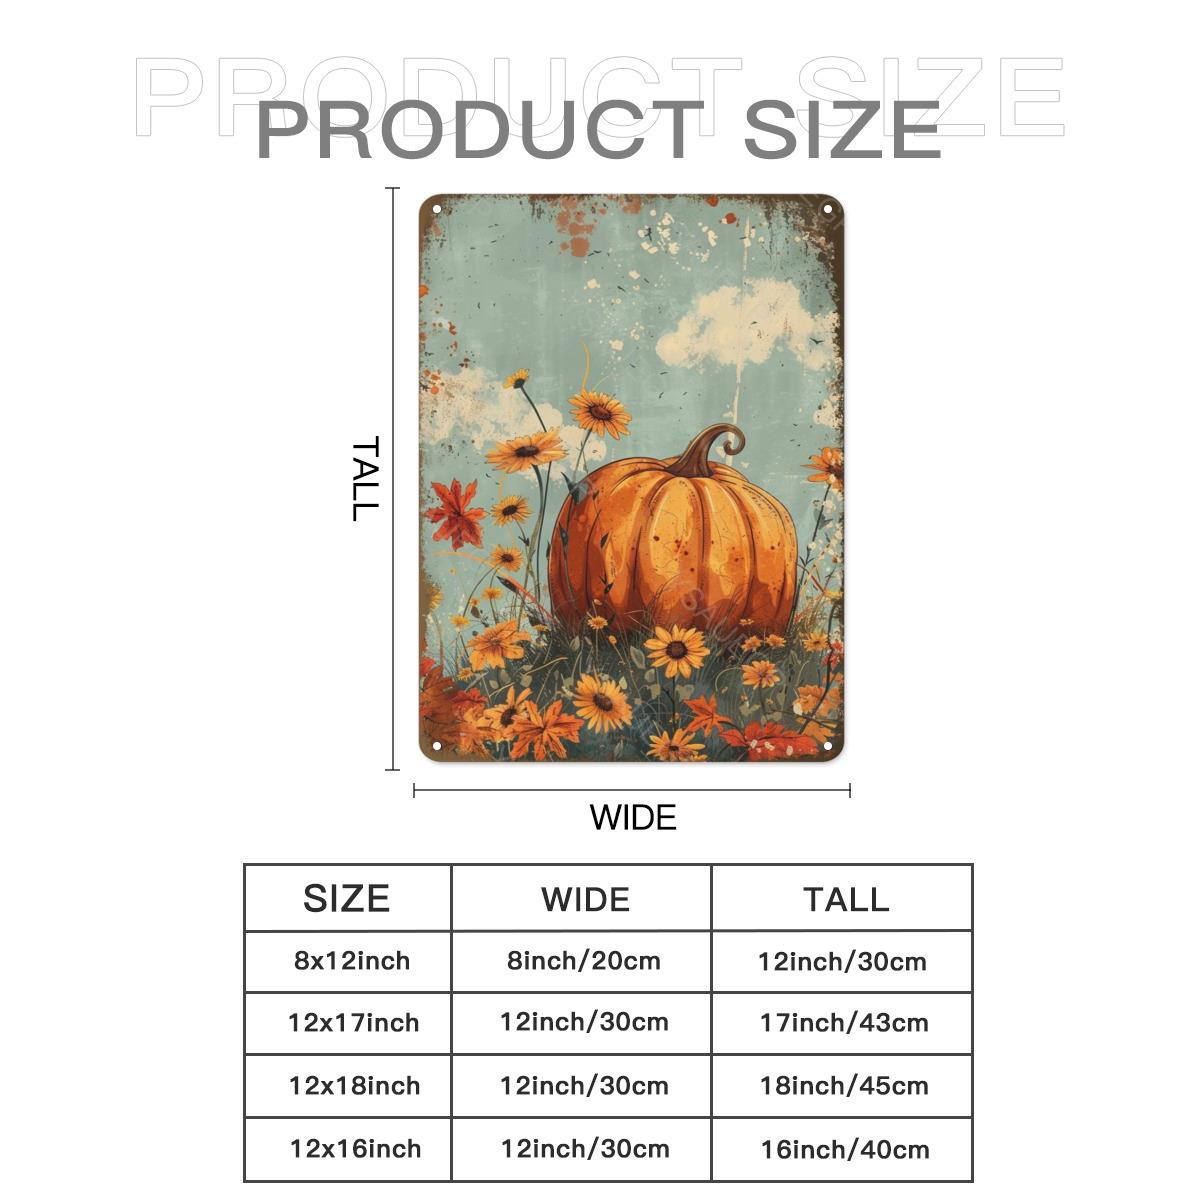 PRODUCT SIZE
PRODUCT SIZE
TALL
WIDE
SIZE WIDE TALL
8x12inch 8inch/20cm 12inch/30cm
12x17inch 12inch/30cm 17inch/43cm
12x18inch 12inch/30cm 18inch/45cm
12x16inch 12inch/30cm 16inch/40cm